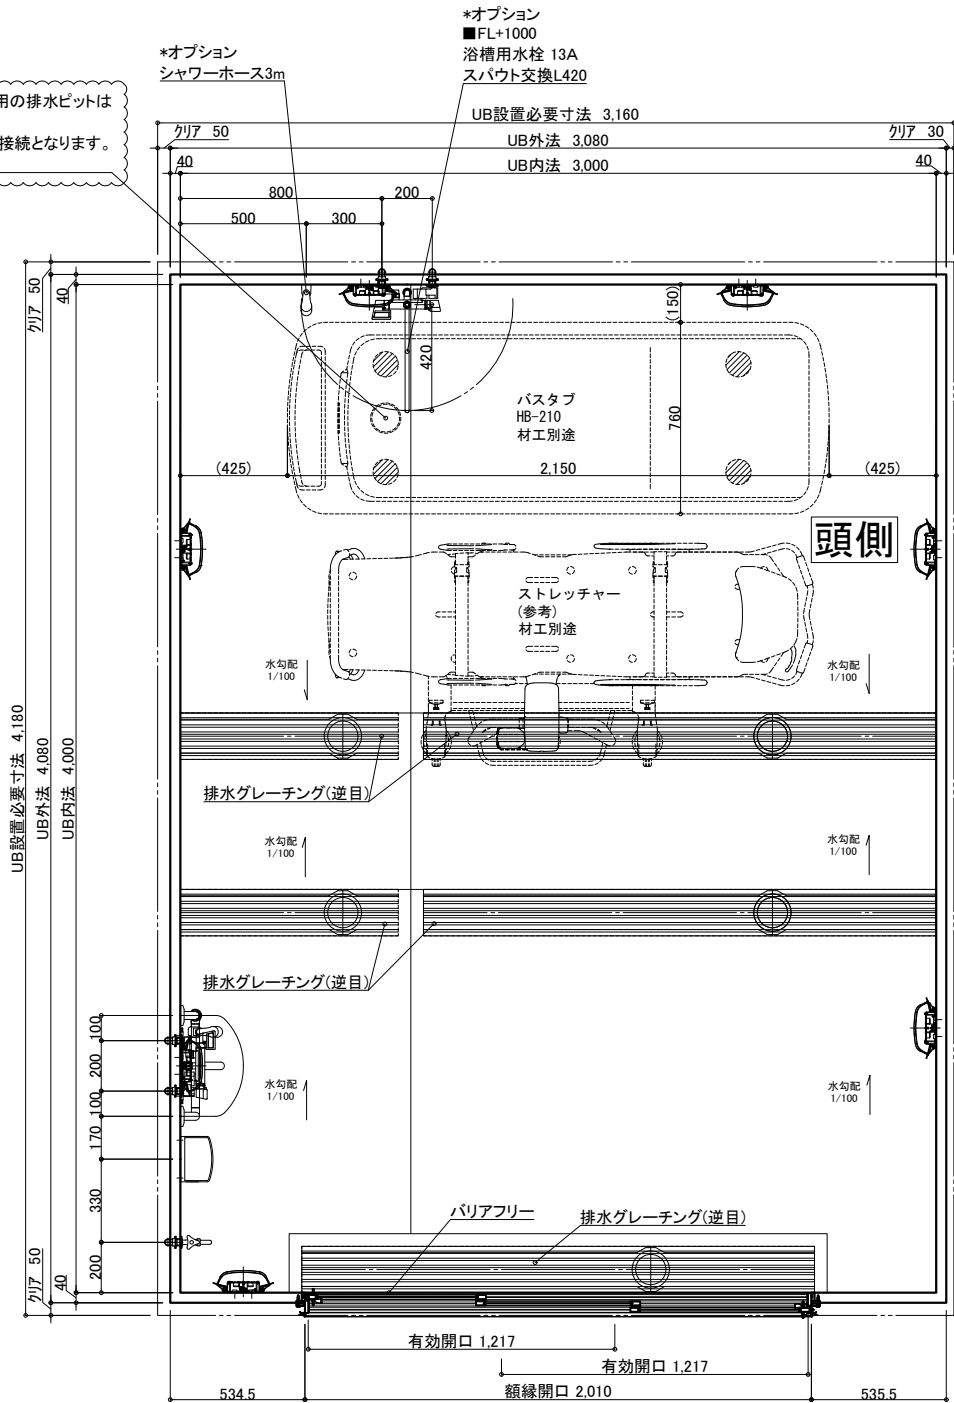 *オプション
■FL+1000
浴槽用水栓 13A
スパウト交換L420
*オプション
シャワーホース3m
用の排水ピットは
接続となります。
UB設置必要寸法 3,160
クリア 50
UB外法 3,080
クリア 30
40
UB内法 3,000
40
800
200
500
300
クリア 50
40
(150)
420
バスタブ
HB-210
材工別途
760
(425)
2,150
(425)
頭側
ストレッチャー
(参考)
材工別途
水勾配
1/100
水勾配
1/100
UB設置必要寸法 4,180
UB外法 4,080
UB内法 4,000
排水グレーチング(逆目)
水勾配
1/100
水勾配
1/100
排水グレーチング(逆目)
100
200
100
170
330
200
水勾配
1/100
水勾配
1/100
バリアフリー
排水グレーチング(逆目)
クリア 50
40
有効開口 1,217
有効開口 1,217
534.5
額縁開口 2,010
535.5